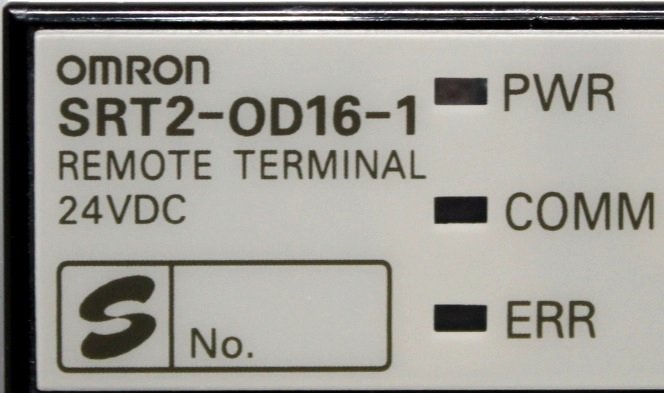 omron
SRT2-OD16-1
REMOTE TERMINAL
24VDC
S
No.
PWR
COMM
ERR